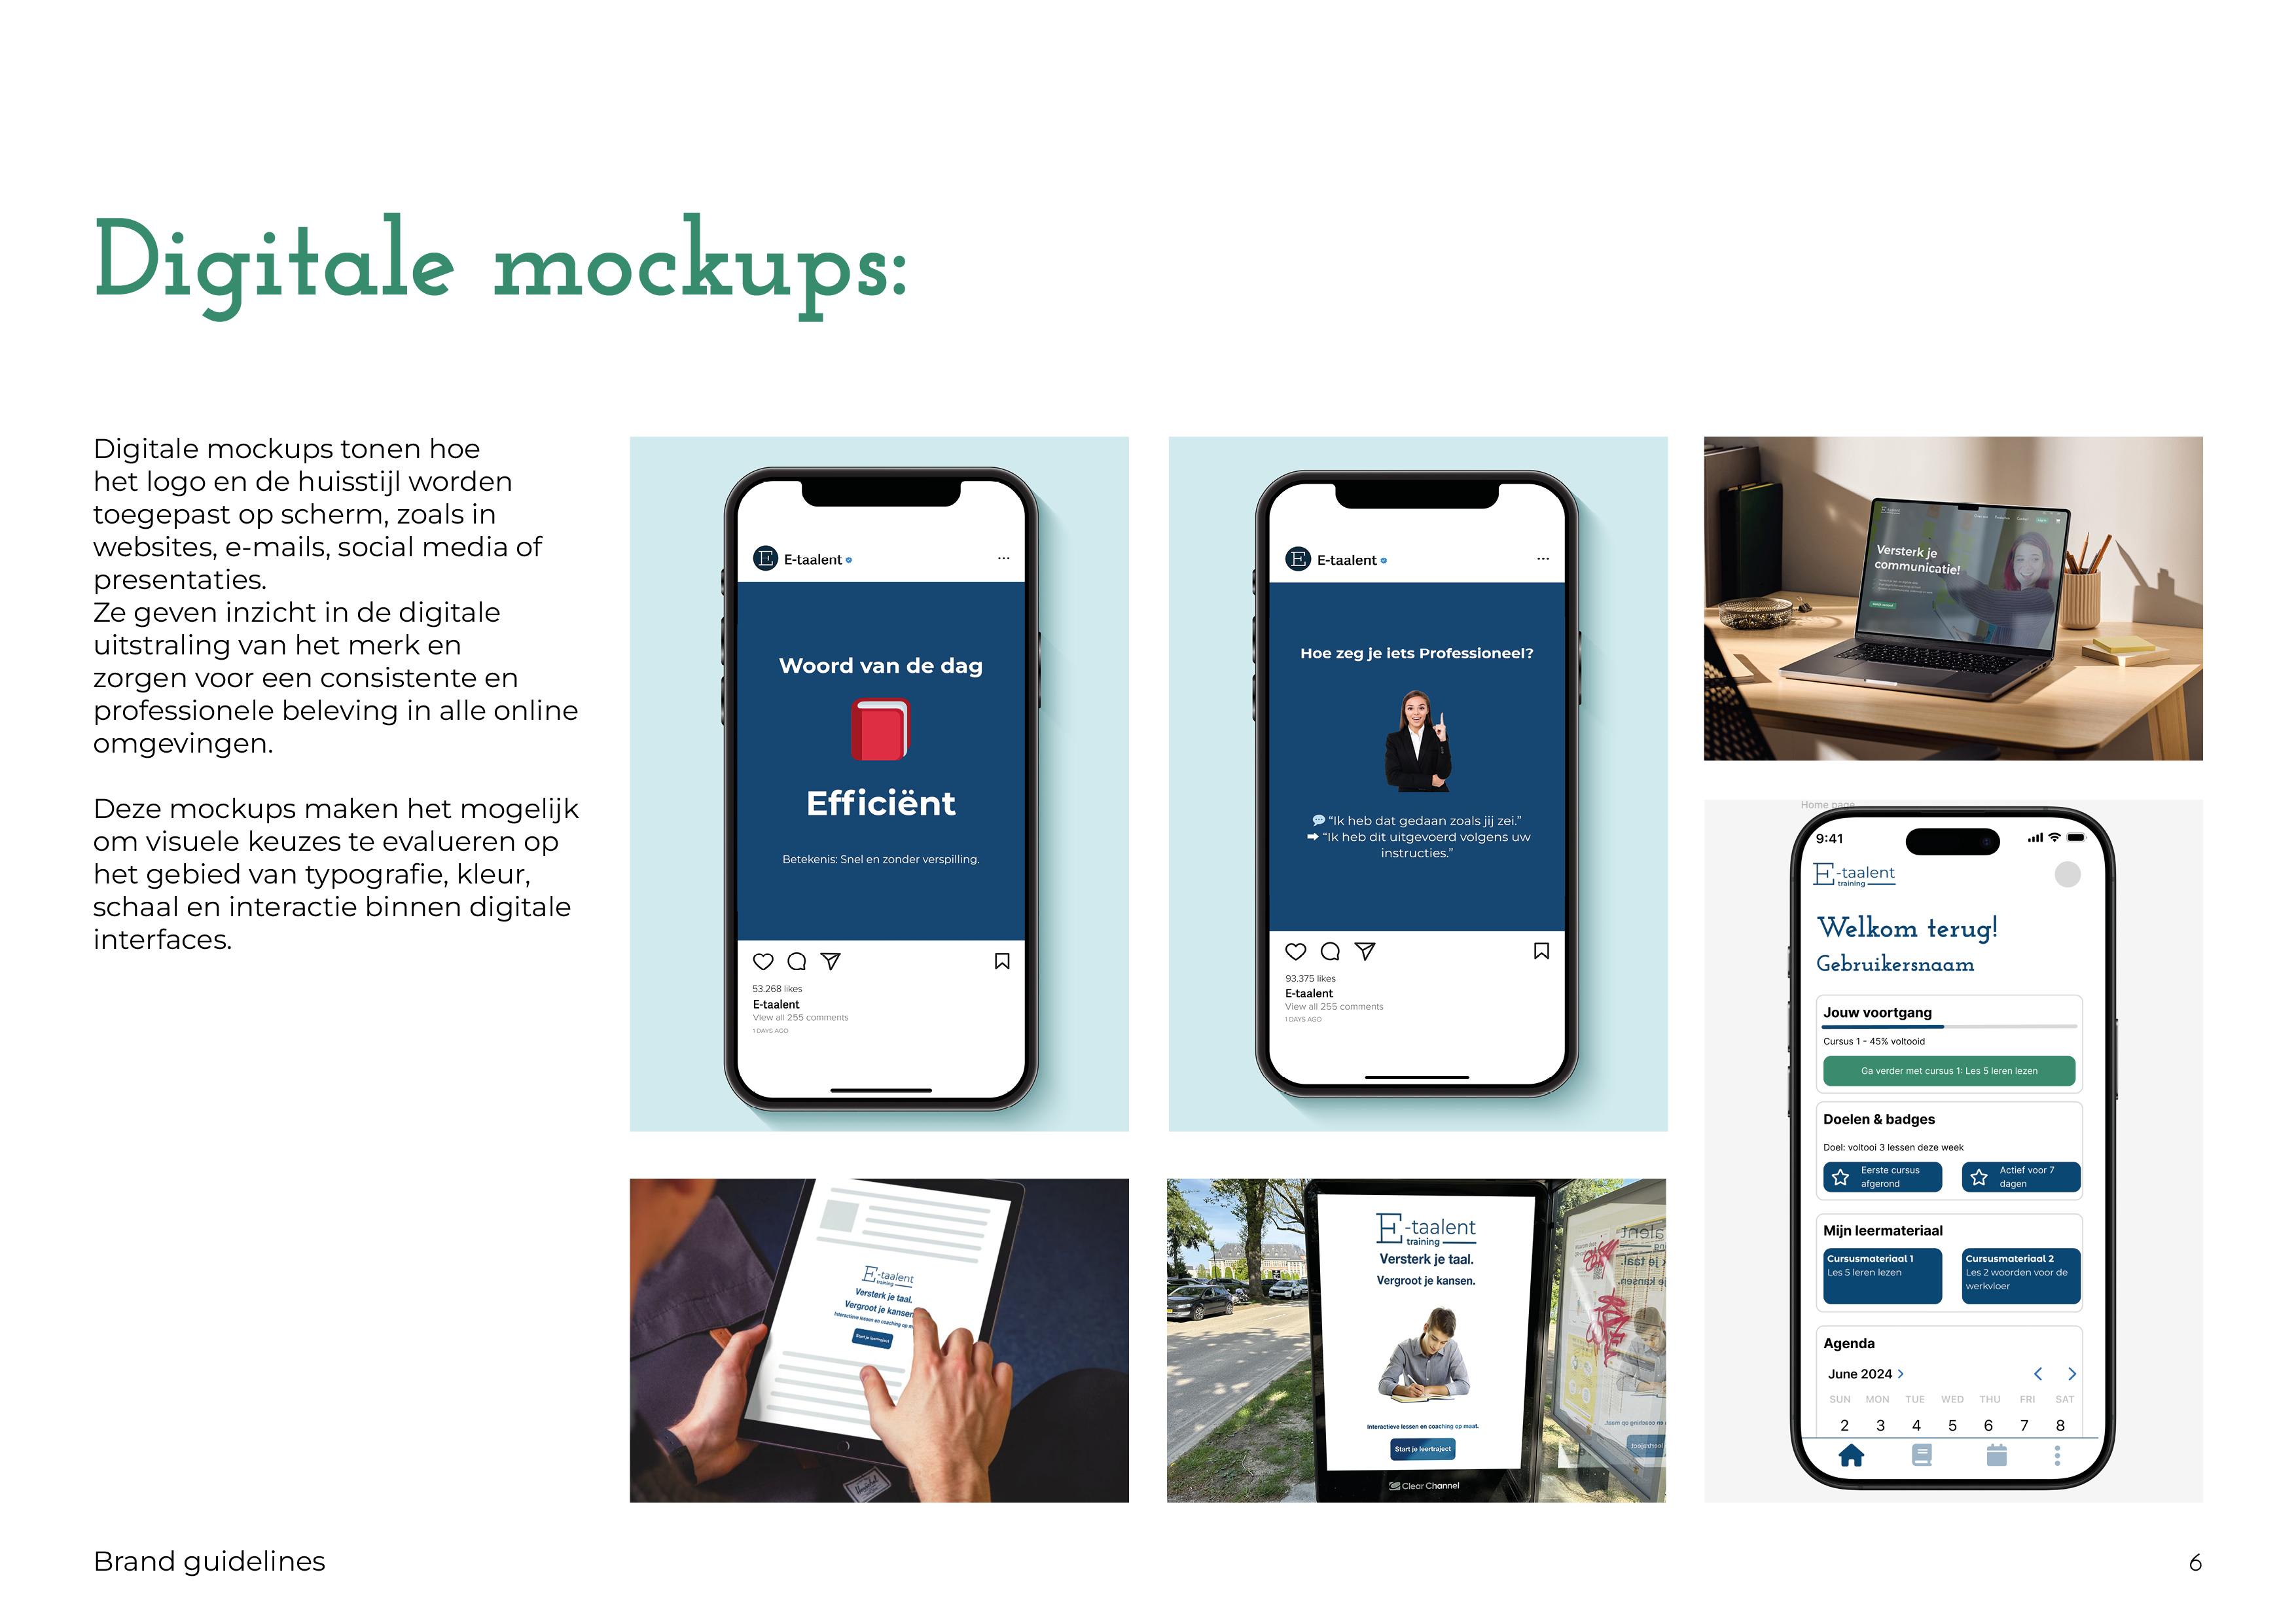 Digitale mockups:
Digitale mockups tonen hoe
het logo en de huisstijl worden
toegepast op scherm, zoals in
websites, e-mails, social media of
presentaties.
Ze geven inzicht in de digitale
uitstraling van het merk en
zorgen voor een consistente en
professionele beleving in alle online
omgevingen.
Deze mockups maken het mogelijk
om visuele keuzes te evalueren op
het gebied van typografie, kleur,
schaal en interactie binnen digitale
interfaces.
E E-taalent
Woord van de dag
Efficiënt
Betekenis: Snel en zonder verspilling.
53.268 likes
E-taalent
View all 255 comments
1 DAYS AGO
E E-taalent
Hoe zeg je iets Professioneel?
💬 “Ik heb dat gedaan zoals jij zei.”
➡ “Ik heb dit uitgevoerd volgens uw
instructies.”
93.375 likes
E-taalent
View all 255 comments
1 DAYS AGO
E-taalent
Producten Contact Log in
Versterk je
communicatie!
Home page
9:41
E-taalent
training
Welkom terug!
Gebruikersnaam
Jouw voortgang
Cursus 1 - 45% voltooid
Ga verder met cursus 1: Les 5 leren lezen
Doelen & badges
Doel: voltooi 3 lessen deze week
Eerste cursus
afgerond
Actief voor 7
dagen
Mijn leermateriaal
Cursusmateriaal 1
Les 5 leren lezen
Cursusmateriaal 2
Les 2 woorden voor de
werkvloer
Agenda
June 2024
SUN MON TUE WED THU FRI SAT
2 3 4 5 6 7 8
E-taalent
training
Versterk je taal.
Vergroot je kansen
Interactieve lessen en coaching op
Start je leertraject
Herschel
E-taalent
training
Versterk je taal.
Vergroot je kansen.
Interactieve lessen en coaching op maat.
Start je leertraject
Clear Channel
Brand guidelines
6